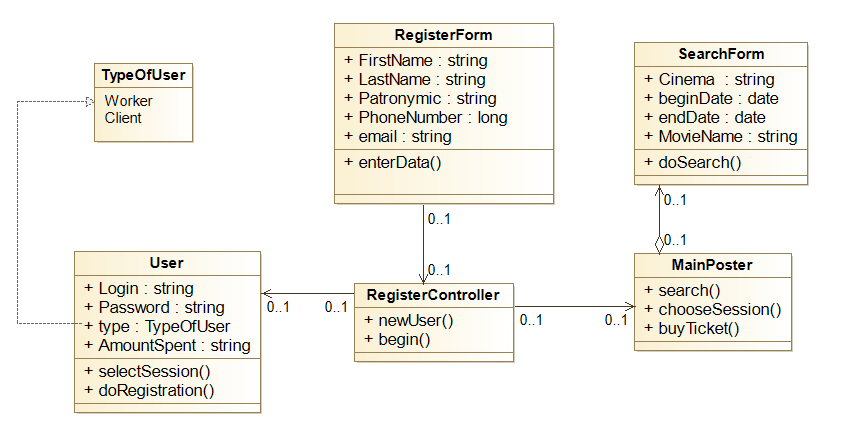 TypeOfUser
Worker
Client
RegisterForm
+ FirstName : string
+ LastName : string
+ Patronymic : string
+ PhoneNumber : long
+ email : string
+ enterData()
SearchForm
+ Cinema : string
+ beginDate : date
+ endDate : date
+ MovieName : string
+ doSearch()
0..1
0..1
0..1
0..1
User
+ Login : string
+ Password : string
+ type : TypeOfUser
+ AmountSpent : string
+ selectSession()
+ doRegistration()
0..1
0..1
RegisterController
+ newUser()
+ begin()
0..1
0..1
MainPoster
+ search()
+ chooseSession()
+ buyTicket()